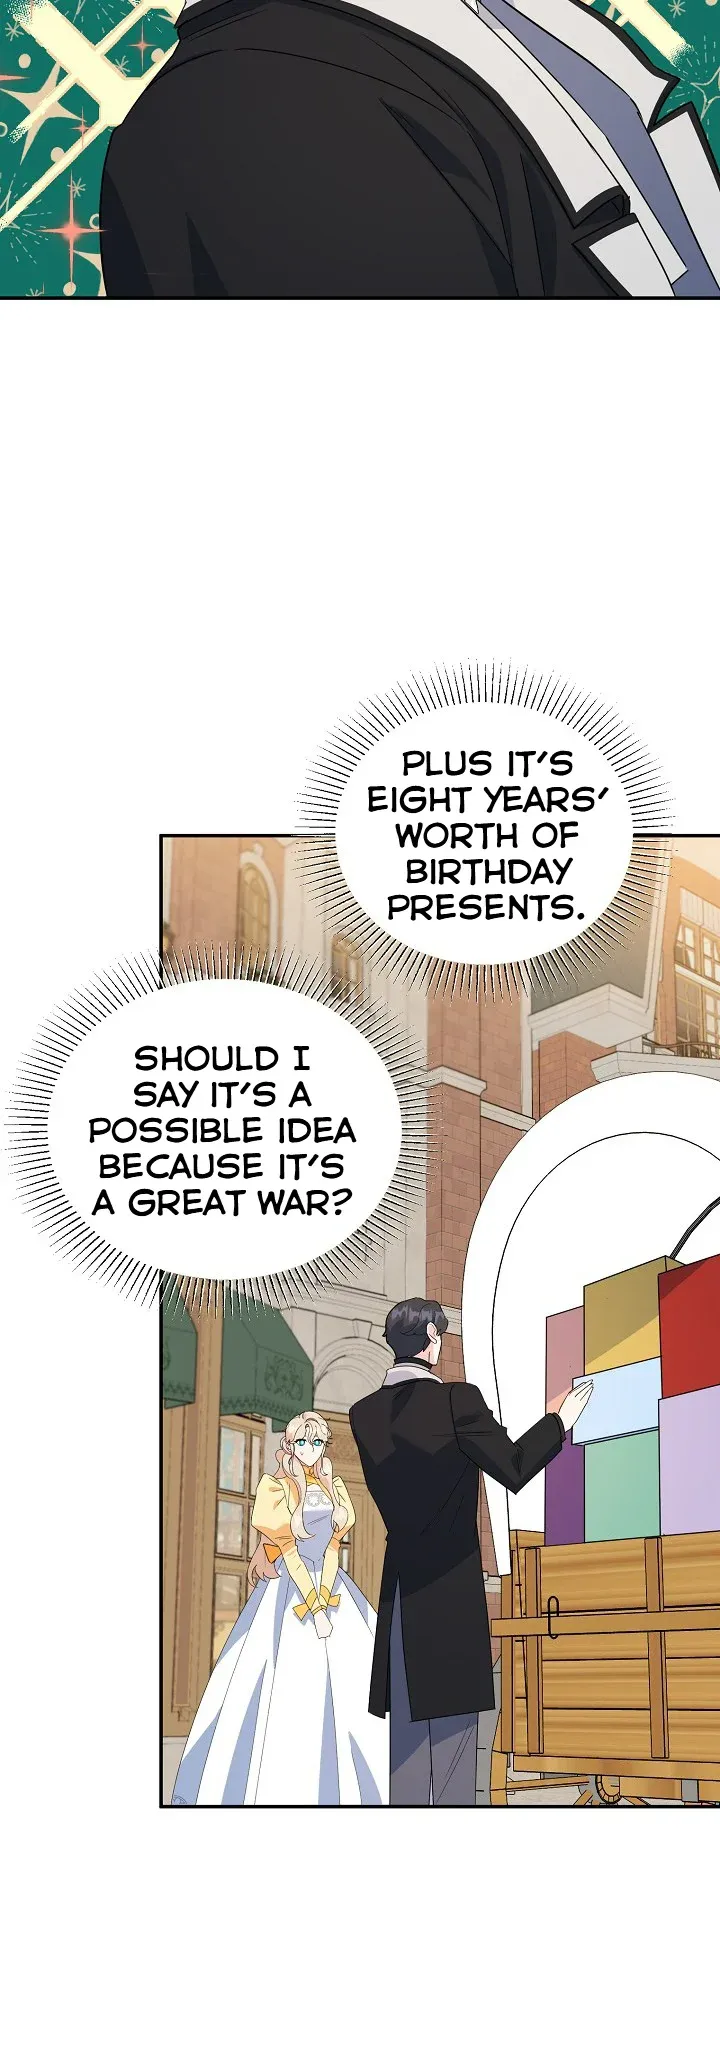 PLUS IT'S
EIGHT YEARS'
WORTH OF
BIRTHDAY
PRESENTS.
SHOULD I
SAY IT'S A
POSSIBLE IDEA
BECAUSE IT'S
A GREAT WAR?